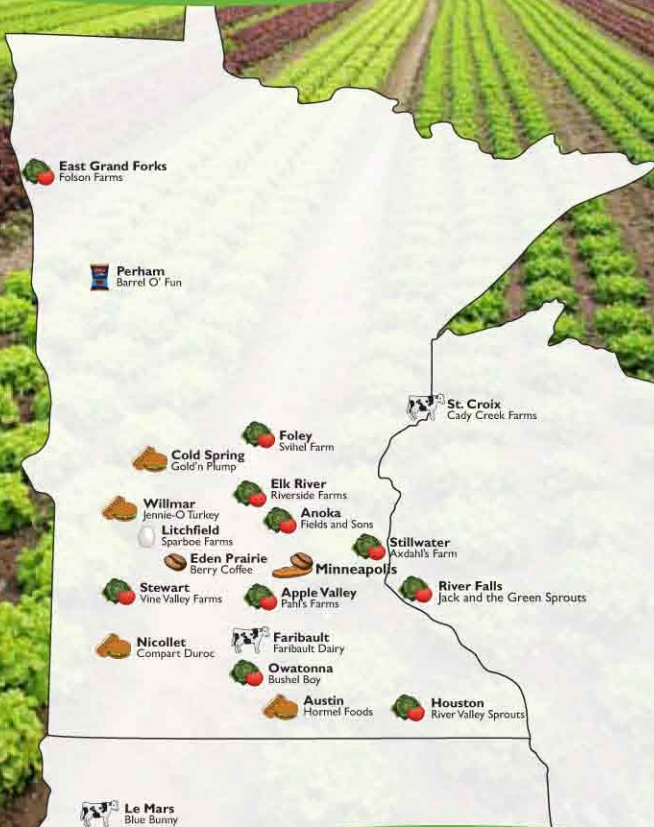 East Grand Forks
Folson Farms
Perham
Barrel O' Fun
St. Croix
Cady Creek Farms
Foley
Svihel Farm
Cold Spring
Gold'n Plump
Elk River
Riverside Farms
Willmar
Jennie-O Turkey
Anoka
Fields and Sons
Litchfield
Sparboe Farms
Stillwater
Axdahl's Farm
Eden Prairie
Berry Coffee
Minneapolis
Stewart
Vine Valley Farms
Apple Valley
Pahl's Farms
River Falls
Jack and the Green Sprouts
Nicollet
Compart Duroc
Faribault
Faribault Dairy
Owatonna
Bushel Boy
Austin
Hormel Foods
Houston
River Valley Sprouts
Le Mars
Blue Bunny